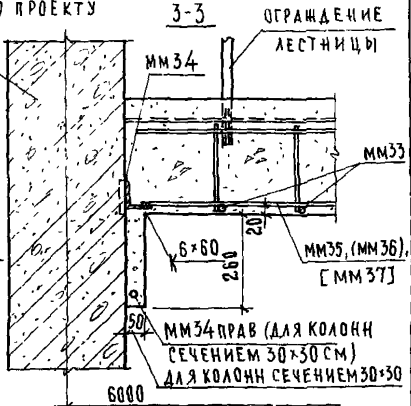 О ПРОЕКТУ
3-3
ОГРАЖДЕНИЕ
ЛЕСТНИЦЫ
ММ34
ММ33
6×60
20
260
ММ35,(ММ36),
[ММ37]
50
ММ34ПРАВ (ДЛЯ КОЛОНН
СЕЧЕНИЕМ 30×30 СМ)
ДЛЯ КОЛОНН СЕЧЕНИЕМ 30×30
6000